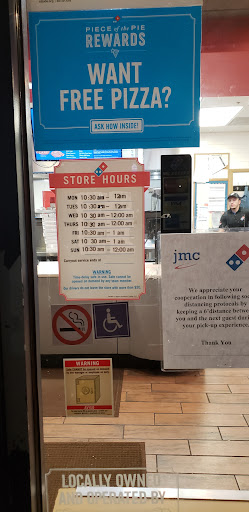 PIECE of the PIE
REWARDS
WANT
FREE PIZZA?
ASK HOW INSIDE!
STORE HOURS
MON 10:30 am - 12am
TUES 10:30 am - 12am
WED 10:30 am - 12:00 am
THURS 10:30 am - 12:00 am
FRI 10:30 am - 1 am
SAT 10:30 am - 1 am
SUN 10:30 am - 12:00 am
Carryout service ends at
WARNING
jmc
We appreciate your
cooperation in following social
distancing protocols by
keeping a 6' distance between
you and the next guest during
your pick-up experience.
Thank You
WARNING
LOCALLY OWNED
AND OPERATED BY